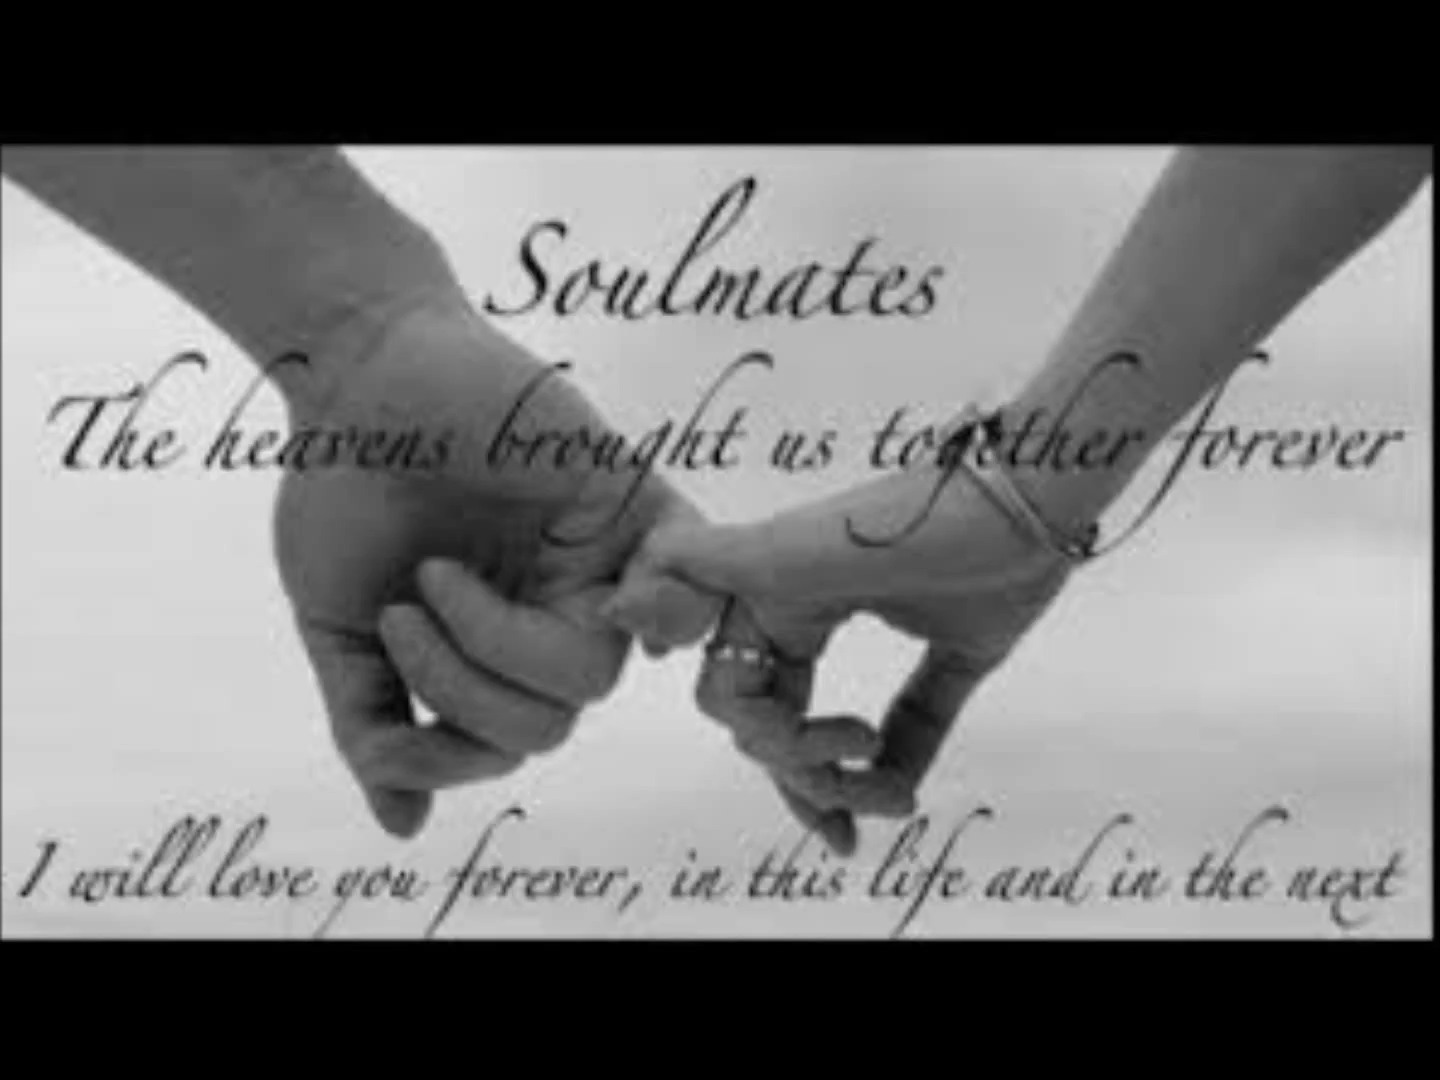 Soulmates
The heavens brought us together forever
I will love you forever, in this life and in the next